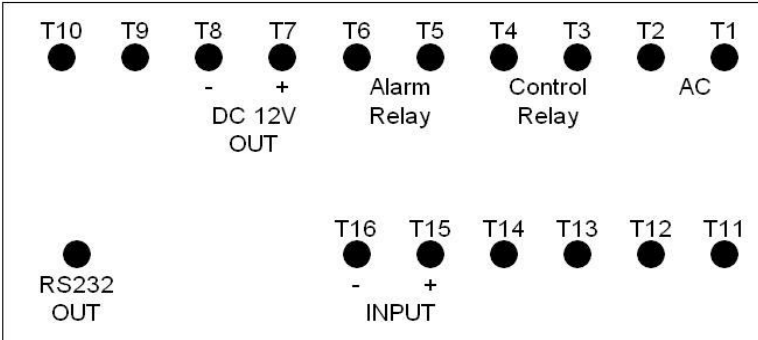 T10 T9 T8 T7 T6 T5 T4 T3 T2 T1
- + Alarm Control AC
DC 12V Relay Relay
OUT
T16 T15 T14 T13 T12 T11
RS232 - +
OUT INPUT